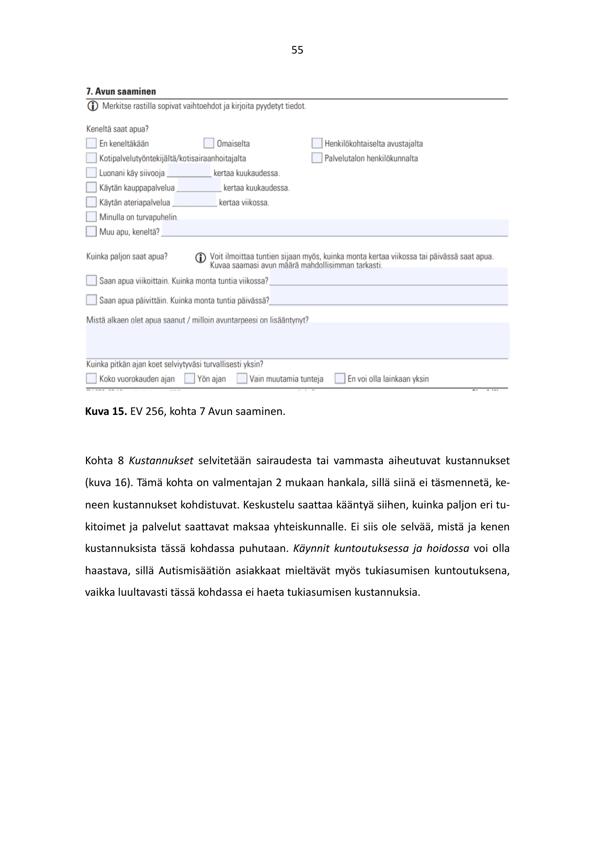 55
7. Avun saaminen
Merkitse rastilla sopivat vaihtoehdot ja kirjoita pyydetyt tiedot.
Keneltä saat apua?
En keneltäkään Omaiselta Henkilökohtaiselta avustajalta
Kotipalvelutyöntekijältä/kotisairaanhoitajalta Palvelutalon henkilökunnalta
Luonani käy siivooja kertaa kuukaudessa.
Käytän kauppapalvelua kertaa kuukaudessa.
Käytän ateriapalvelua kertaa viikossa.
Minulla on turvapuhelin.
Muu apu, keneltä?
Kuinka paljon saat apua? Voit ilmoittaa tuntien sijaan myös, kuinka monta kertaa viikossa tai päivässä saat apua.
Kuvaa saamasi avun määrä mahdollisimman tarkasti.
Saan apua viikoittain. Kuinka monta tuntia viikossa?
Saan apua päivittäin. Kuinka monta tuntia päivässä?
Mistä alkaen olet apua saanut / milloin avuntarpeesi on lisääntynyt?
Kuinka pitkän ajan koet selviytyväsi turvallisesti yksin?
Koko vuorokauden ajan Yön ajan Vain muutamia tunteja En voi olla lainkaan yksin
Kuva 15. EV 256, kohta 7 Avun saaminen.
Kohta 8 Kustannukset selvitetään sairaudesta tai vammasta aiheutuvat kustannukset
(kuva 16). Tämä kohta on valmentajan 2 mukaan hankala, sillä siinä ei täsmennetä, ke-
neen kustannukset kohdistuvat. Keskustelu saattaa kääntyä siihen, kuinka paljon eri tu-
kitoimet ja palvelut saattavat maksaa yhteiskunnalle. Ei siis ole selvää, mistä ja kenen
kustannuksista tässä kohdassa puhutaan. Käynnit kuntoutuksessa ja hoidossa voi olla
haastava, sillä Autismisäätiön asiakkaat mieltävät myös tukiasumisen kuntoutuksena,
vaikka luultavasti tässä kohdassa ei haeta tukiasumisen kustannuksia.